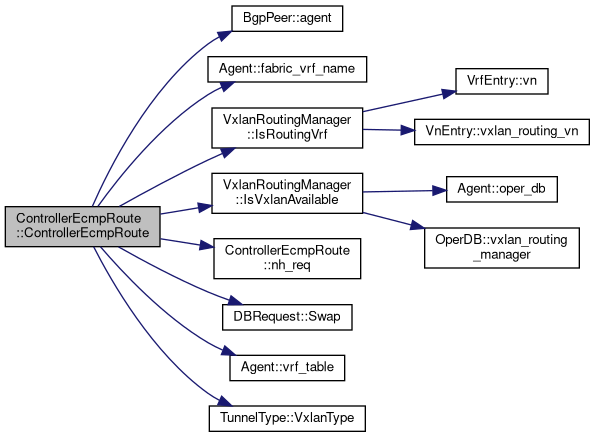 BgpPeer::agent
Agent::fabric_vrf_name
VrfEntry::vn
VxlanRoutingManager
::IsRoutingVrf
VnEntry::vxlan_routing_vn
VxlanRoutingManager
::IsVxlanAvailable
Agent::oper_db
ControllerEcmpRoute
::ControllerEcmpRoute
OperDB::vxlan_routing
_manager
ControllerEcmpRoute
::nh_req
DBRequest::Swap
Agent::vrf_table
TunnelType::VxlanType